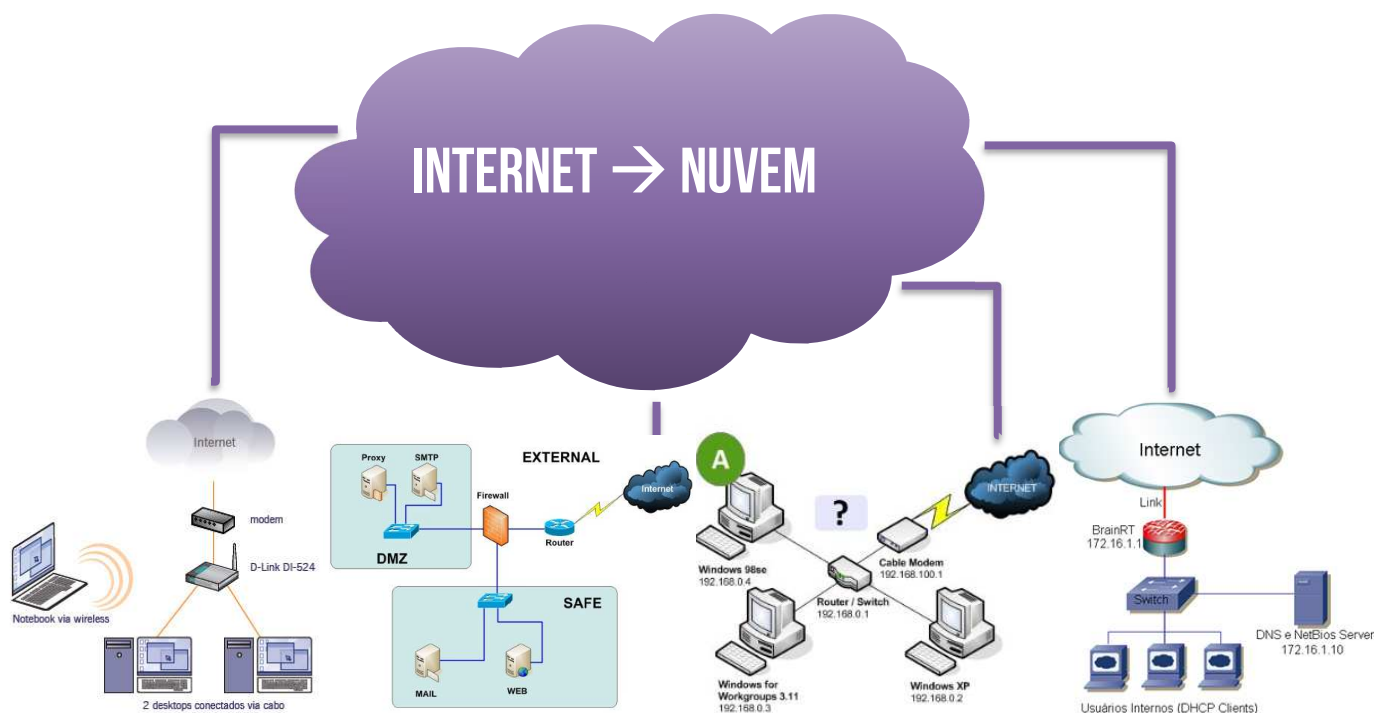 INTERNET → NUVEM
Internet
modem
D-Link DI-524
Notebook via wireless
2 desktops conectados via cabo
Proxy
SMTP
EXTERNAL
Firewall
Internet
Router
DMZ
SAFE
MAIL
WEB
A
?
INTERNET
Windows 98se
192.168.0.4
Cable Modem
192.168.100.1
Router / Switch
192.168.0.1
Windows for
Workgroups 3.11
192.168.0.3
Windows XP
192.168.0.2
Internet
Link
BrainRT
172.16.1.1
Switch
DNS e NetBios Server
172.16.1.10
Usuários Internos (DHCP Clients)